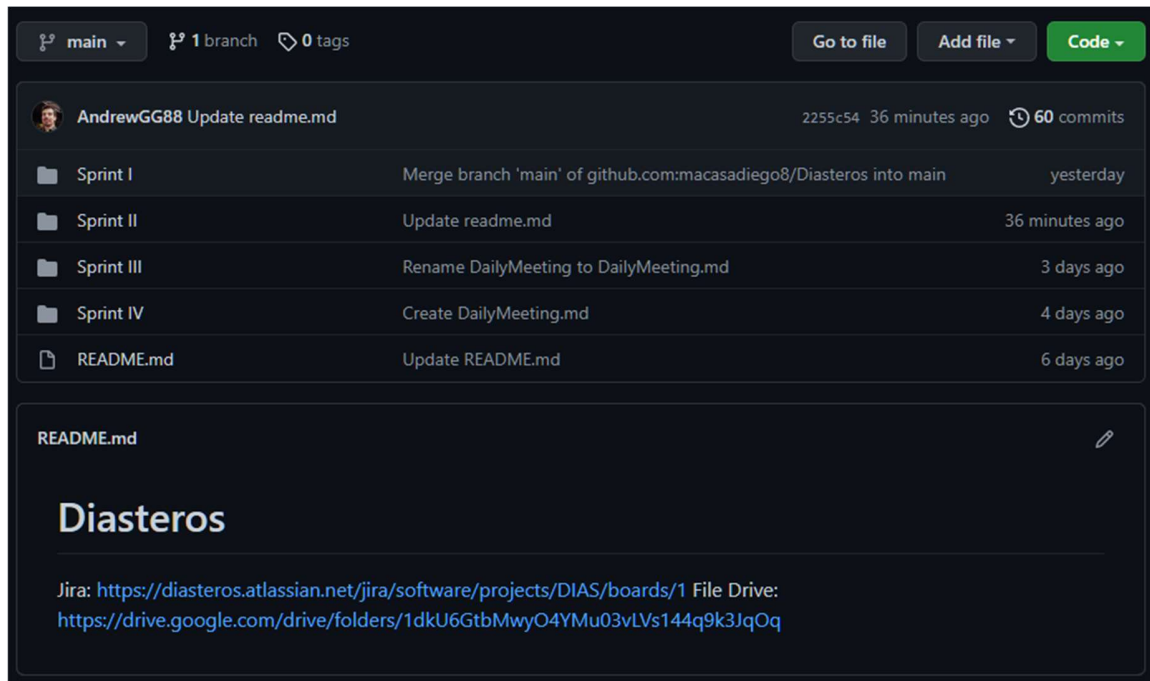 main 1 branch 0 tags Go to file Add file Code
AndrewGG88 Update readme.md 2255c54 36 minutes ago 60 commits
Sprint I Merge branch 'main' of github.com:macasadiego8/Diasteros into main yesterday
Sprint II Update readme.md 36 minutes ago
Sprint III Rename DailyMeeting to DailyMeeting.md 3 days ago
Sprint IV Create DailyMeeting.md 4 days ago
README.md Update README.md 6 days ago
README.md
Diasteros
Jira: https://diasteros.atlassian.net/jira/software/projects/DIAS/boards/1 File Drive:
https://drive.google.com/drive/folders/1dkU6GtbMwyO4YMu03vLVs144q9k3JqOq